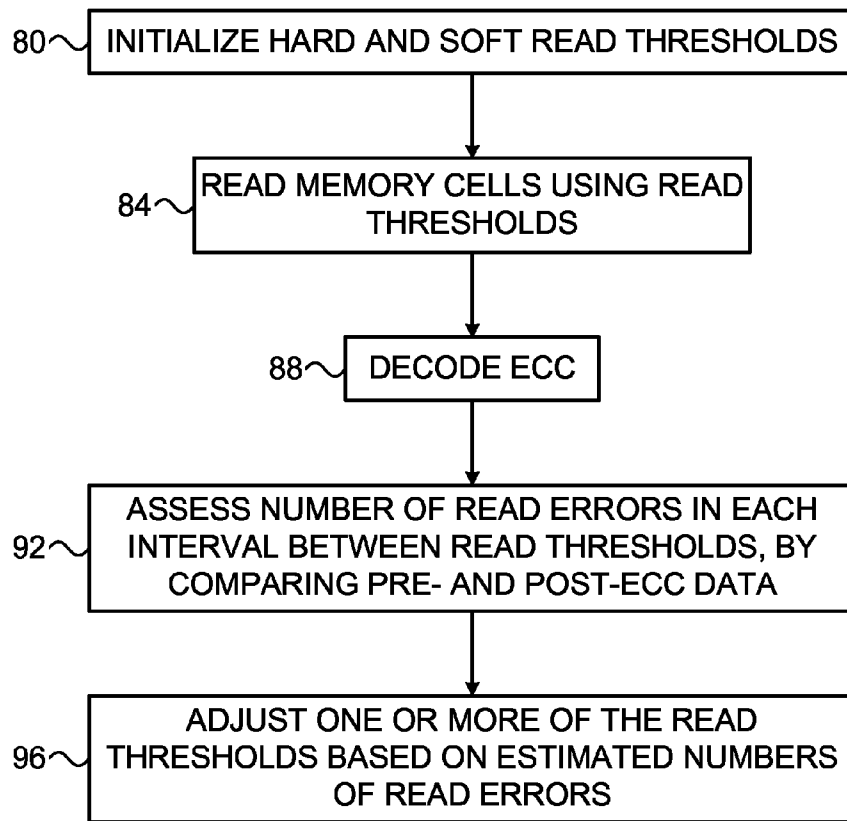 80 INITIALIZE HARD AND SOFT READ THRESHOLDS
84 READ MEMORY CELLS USING READ
THRESHOLDS
88 DECODE ECC
ASSESS NUMBER OF READ ERRORS IN EACH
92 INTERVAL BETWEEN READ THRESHOLDS, BY
COMPARING PRE- AND POST-ECC DATA
ADJUST ONE OR MORE OF THE READ
96 THRESHOLDS BASED ON ESTIMATED NUMBERS
OF READ ERRORS